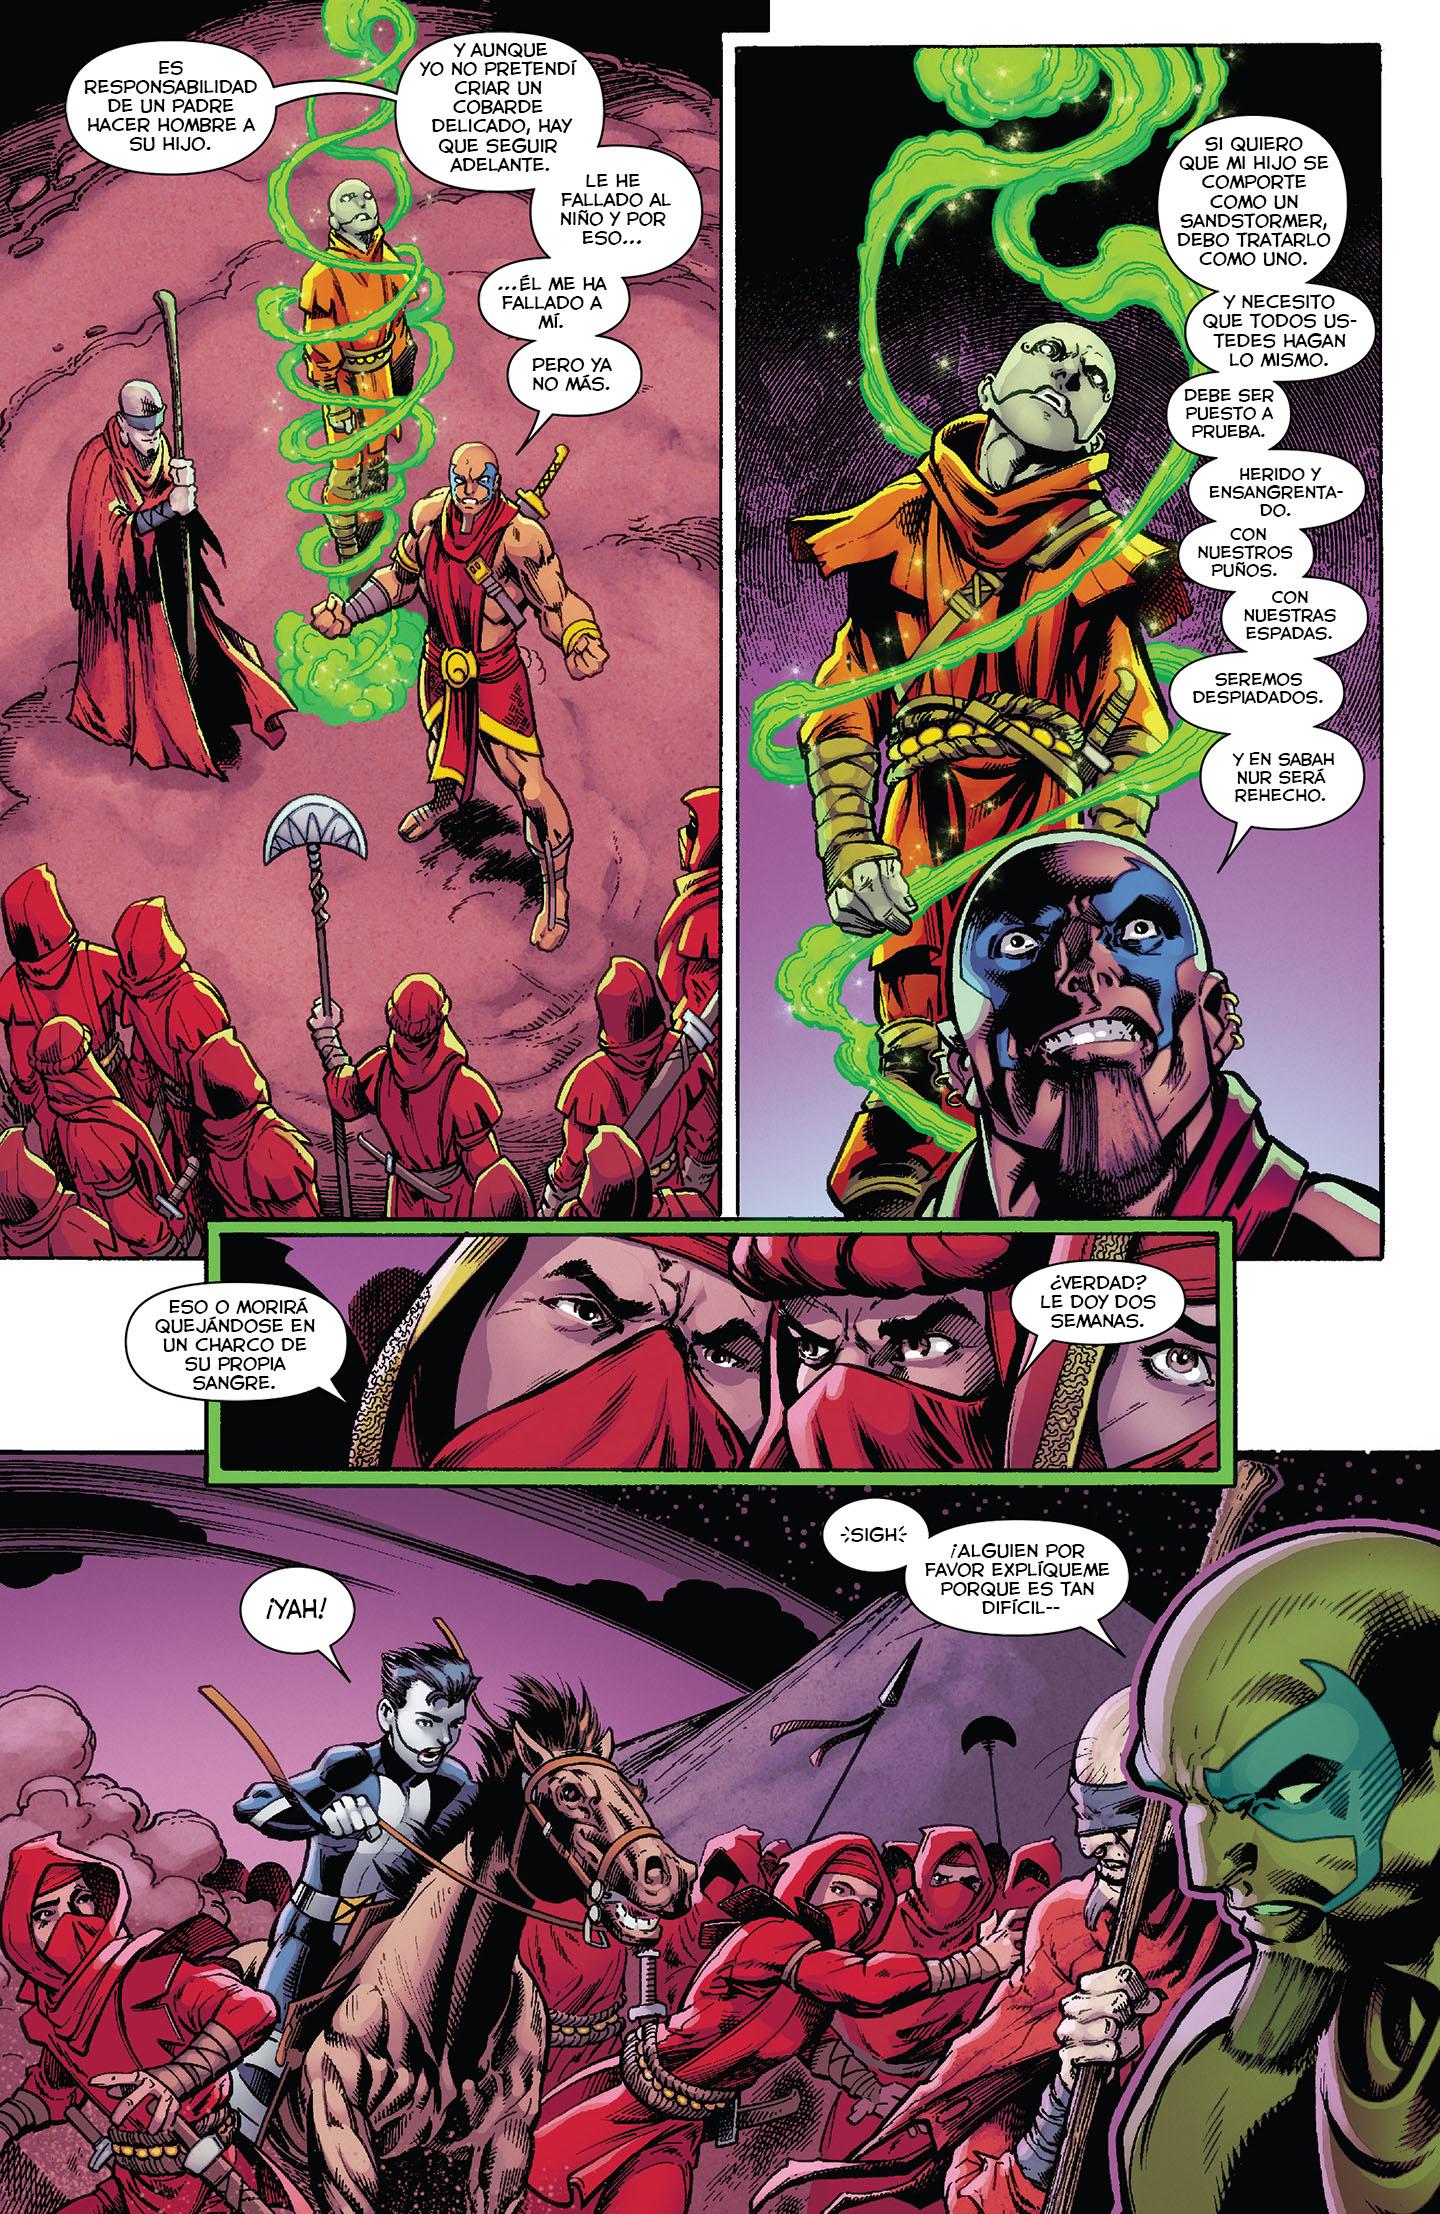 ES
RESPONSABILIDAD
DE UN PADRE
HACER HOMBRE A
SU HIJO.
Y AUNQUE
YO NO PRETENDÍ
CRIAR UN
COBARDE
DELICADO, HAY
QUE SEGUIR
ADELANTE.
LE HE
FALLADO AL
NIÑO Y POR
ESO...
...ÉL ME HA
FALLADO A
MÍ.
PERO YA
NO MÁS.
SI QUIERO
QUE MI HIJO SE
COMPORTE
COMO UN
SANDSTORMER,
DEBO TRATARLO
COMO UNO.
Y NECESITO
QUE TODOS US-
TEDES HAGAN
LO MISMO.
DEBE SER
PUESTO A
PRUEBA.
HERIDO Y
ENSANGRENTA-
DO.
CON
NUESTROS
PUÑOS.
CON
NUESTRAS
ESPADAS.
SEREMOS
DESPIADADOS.
Y EN SABAH
NUR SERÁ
REHECHO.
ESO O MORIRÁ
QUEJÁNDOSE EN
UN CHARCO DE
SU PROPIA
SANGRE.
¿VERDAD?
LE DOY DOS
SEMANAS.
¡YAH!
SIGH
¡ALGUIEN POR
FAVOR EXPLÍQUEME
PORQUE ES TAN
DIFÍCIL--